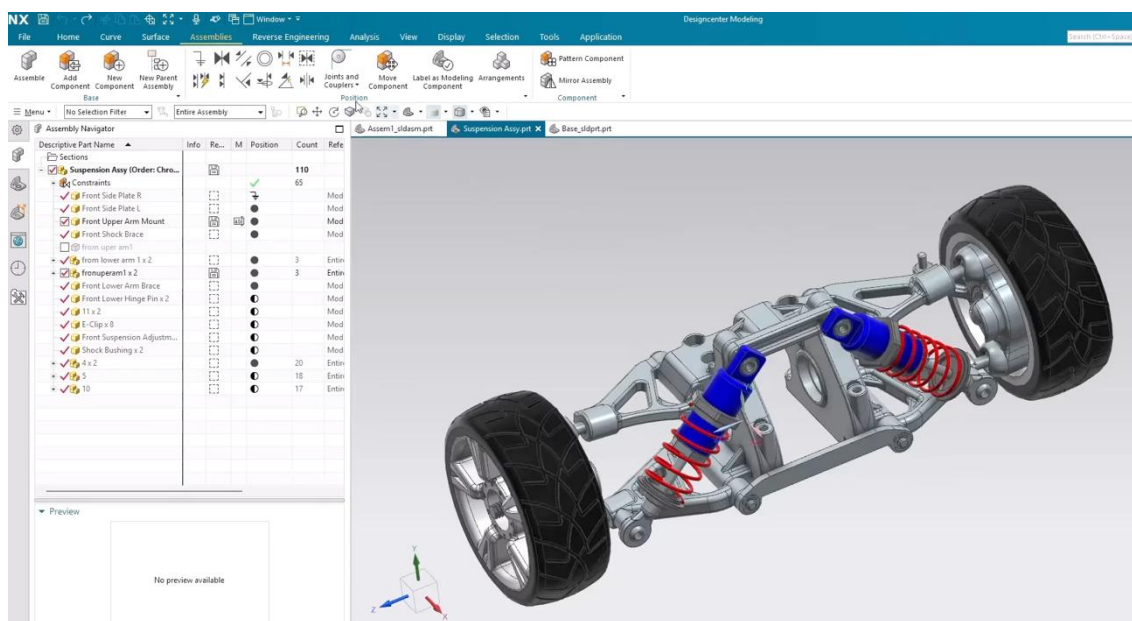 NX Window Designcenter Modeling
File Home Curve Surface Assemblies Reverse Engineering Analysis View Display Selection Tools Application Search (Ctrl+Space)
Assemble Add Component New Component New Parent Assembly Joints and Couplers Move Component Label as Modeling Component Arrangements Pattern Component
Mirror Assembly
Base Position Component
Menu No Selection Filter Entire Assembly
Assembly Navigator Assem1_sldasm.prt Suspension Assy.prt Base_sldprt.prt
Descriptive Part Name Info Re... M Position Count Refe
Sections
Suspension Assy (Order: Chro... 110
Constraints 65
Front Side Plate R Mod
Front Side Plate L Mod
Front Upper Arm Mount Mod
Front Shock Brace Mod
from uper am1
from lower arm 1 x 2 3 Entire
fronuperam1 x 2 3 Entire
Front Lower Arm Brace Mod
Front Lower Hinge Pin x 2 Mod
11 x 2 Mod
E-Clip x 8 Mod
Front Suspension Adjustm... Mod
Shock Bushing x 2 Mod
4 x 2 20 Entire
5 18 Entire
10 17 Entire
Preview
No preview available
Y
Z
X